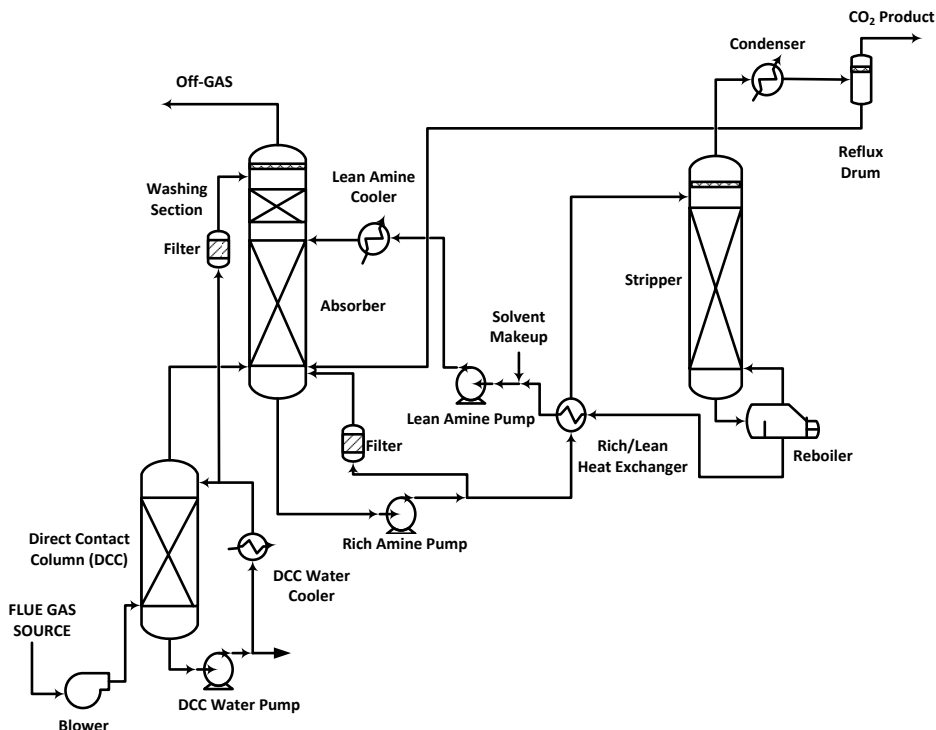 CO₂ Product
Condenser
Off-GAS
Reflux
Drum
Lean Amine
Cooler
Washing
Section
Filter
Stripper
Absorber
Solvent
Makeup
Lean Amine Pump
Filter
Rich/Lean
Heat Exchanger
Reboiler
Rich Amine Pump
Direct Contact
Column (DCC)
DCC Water
Cooler
FLUE GAS
SOURCE
DCC Water Pump
Blower